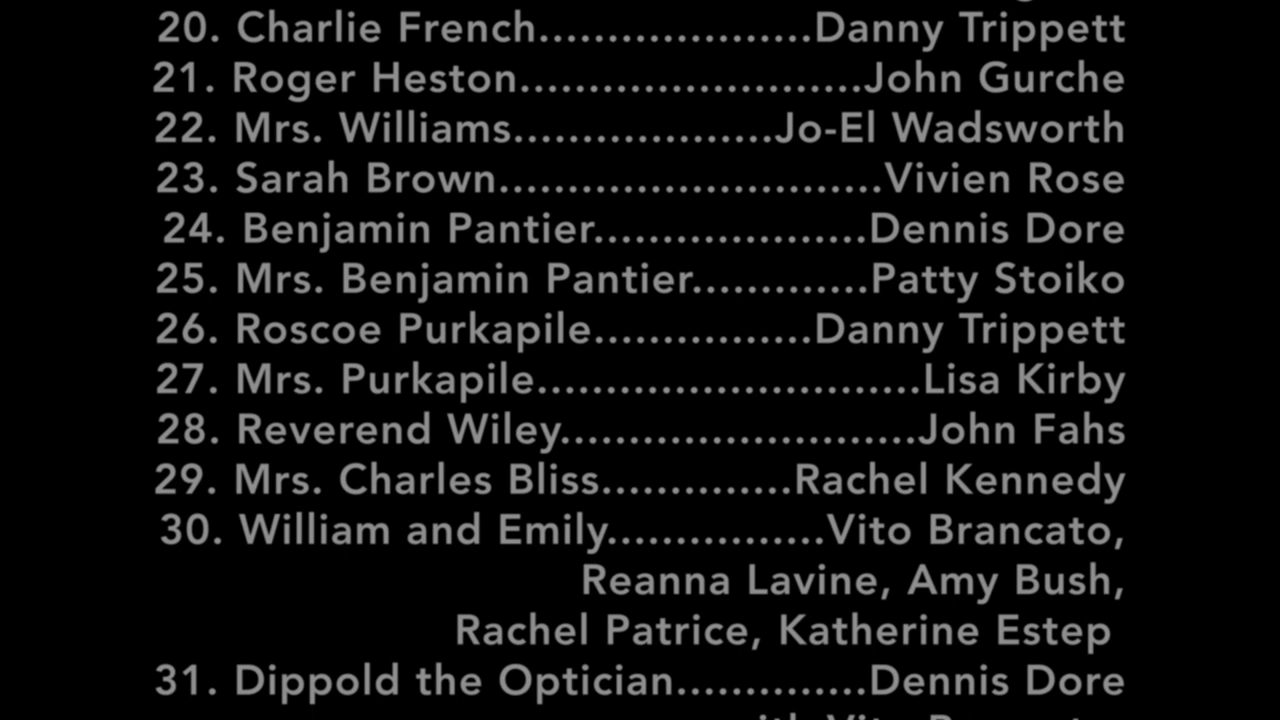 20. Charlie French....................Danny Trippett
21. Roger Heston.........................John Gurche
22. Mrs. Williams...................Jo-El Wadsworth
23. Sarah Brown............................Vivien Rose
24. Benjamin Pantier....................Dennis Dore
25. Mrs. Benjamin Pantier.............Patty Stoiko
26. Roscoe Purkapile................Danny Trippett
27. Mrs. Purkapile............................Lisa Kirby
28. Reverend Wiley..........................John Fahs
29. Mrs. Charles Bliss..............Rachel Kennedy
30. William and Emily................Vito Brancato,
Reanna Lavine, Amy Bush,
Rachel Patrice, Katherine Estep
31. Dippold the Optician..............Dennis Dore